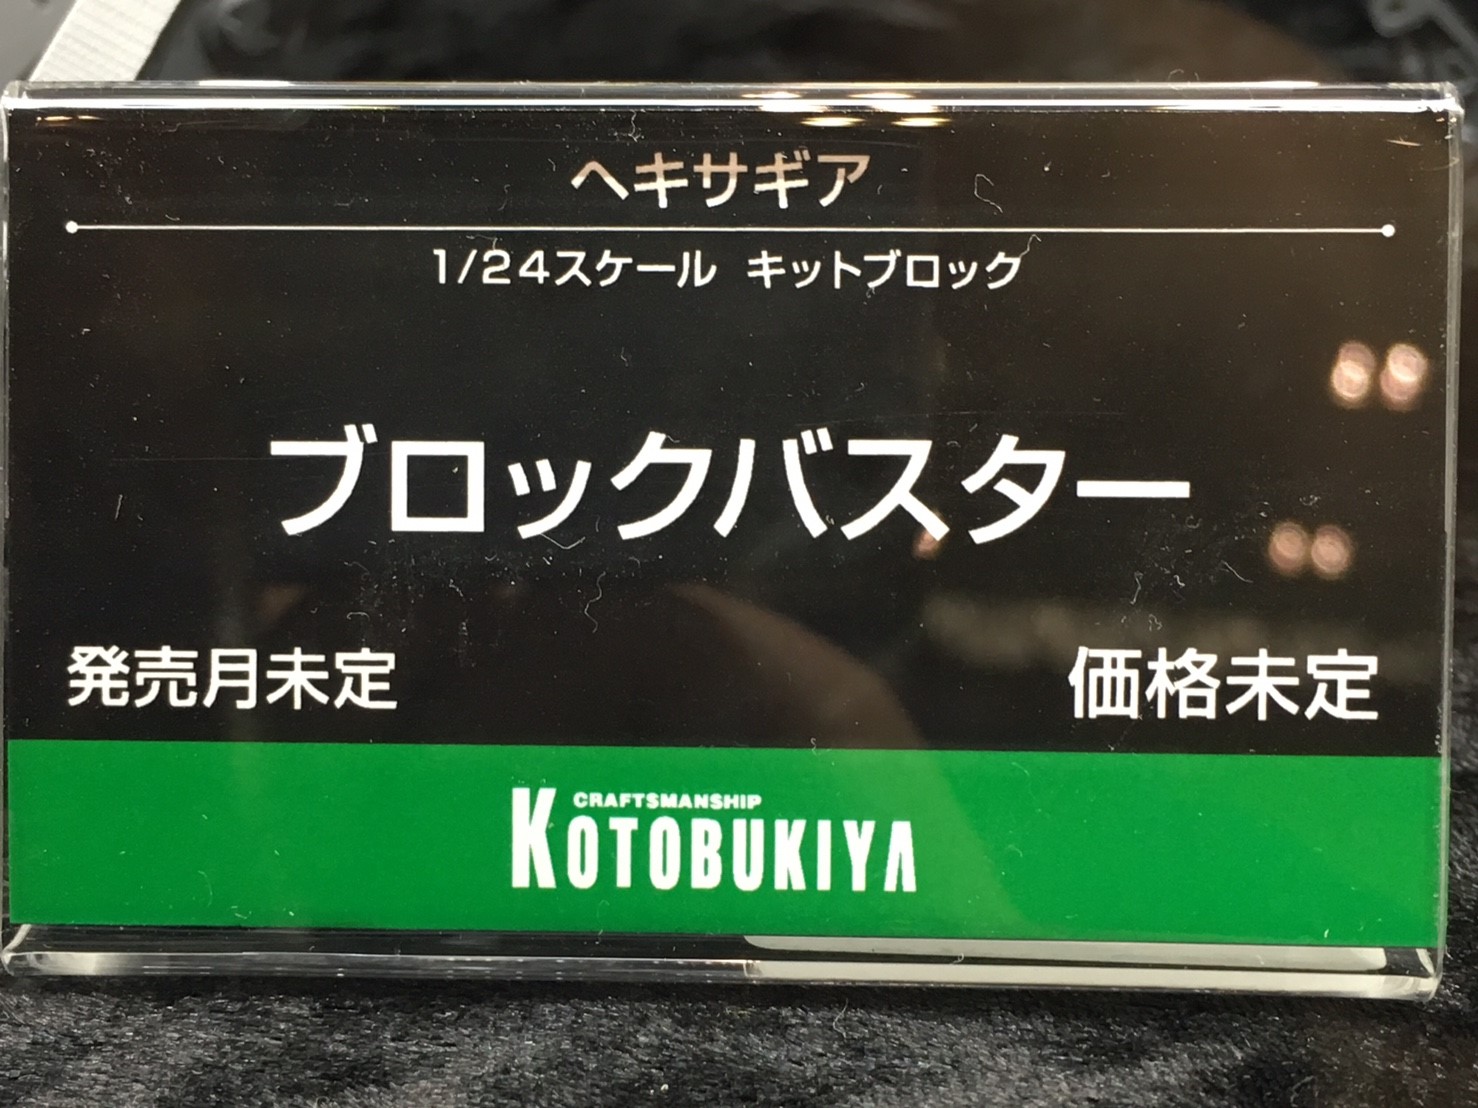 ヘキサギア
1/24スケール キットブロック
ブロックバスター
発売月未定 価格未定
CRAFTSMANSHIP
KOTOBUKIYA